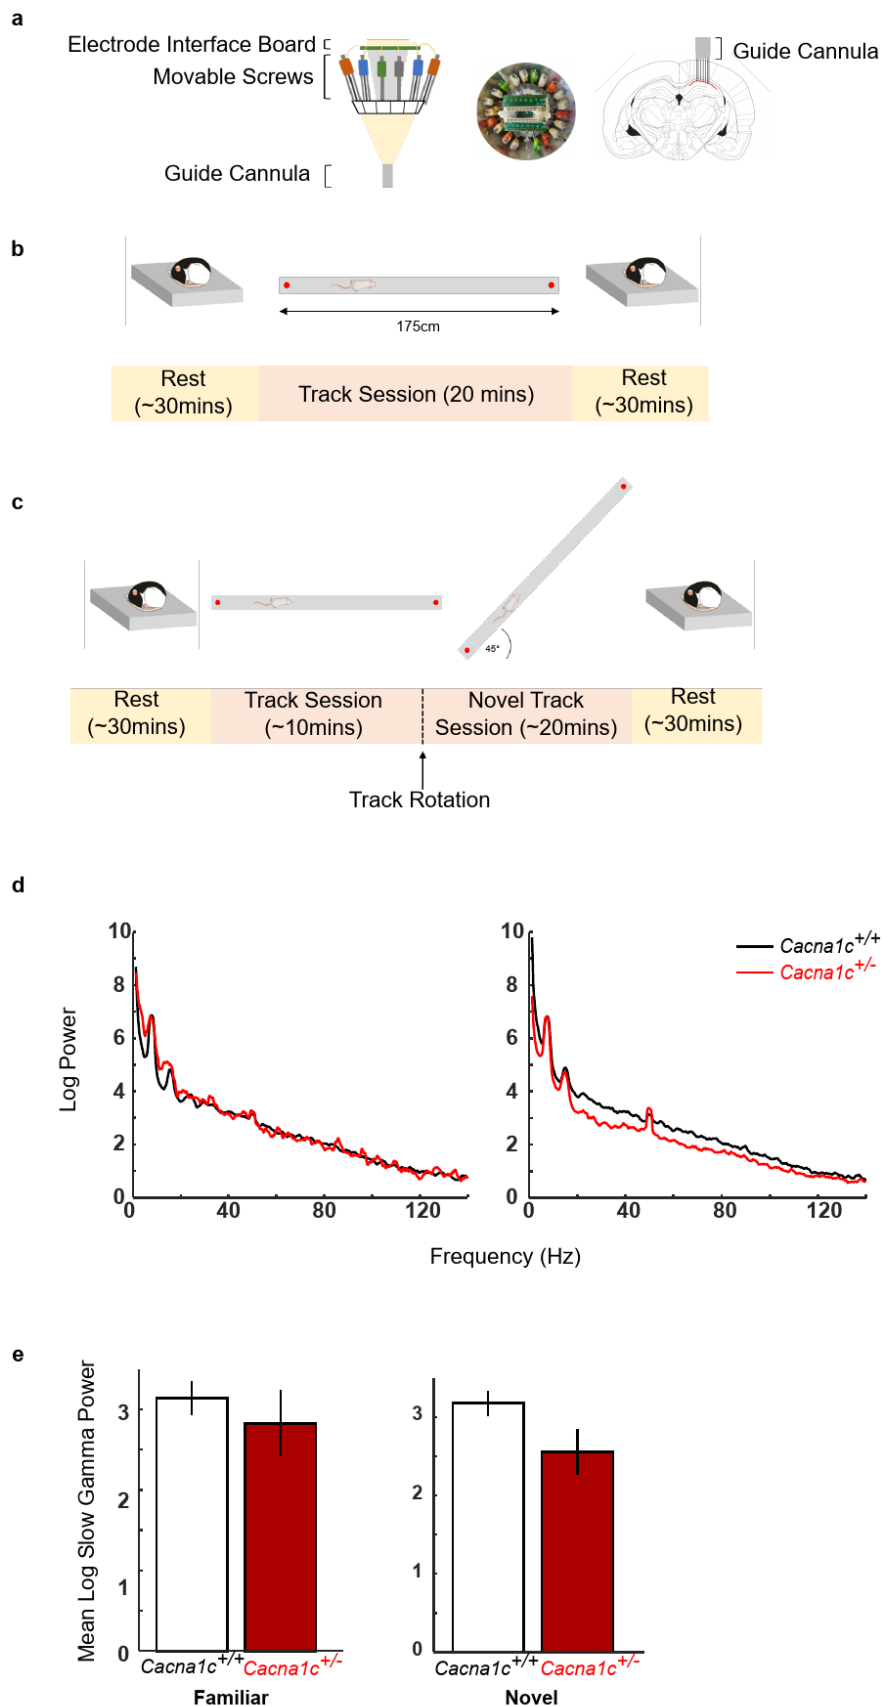 a
Electrode Interface Board
Movable Screws
Guide Cannula
Guide Cannula
b
175cm
Rest
(~30mins)
Track Session (20 mins)
Rest
(~30mins)
c
45°
Rest
(~30mins)
Track Session
(~10mins)
Novel Track
Session (~20mins)
Rest
(~30mins)
Track Rotation
d
Log Power
10
8
6
4
2
0
0
40
80
120
10
8
6
4
2
0
0
40
80
120
Cacna1c+/+
Cacna1c+/-
Frequency (Hz)
e
Mean Log Slow Gamma Power
3
2
1
0
Cacna1c+/+
Cacna1c+/-
Familiar
3
2
1
0
Cacna1c+/+
Cacna1c+/-
Novel